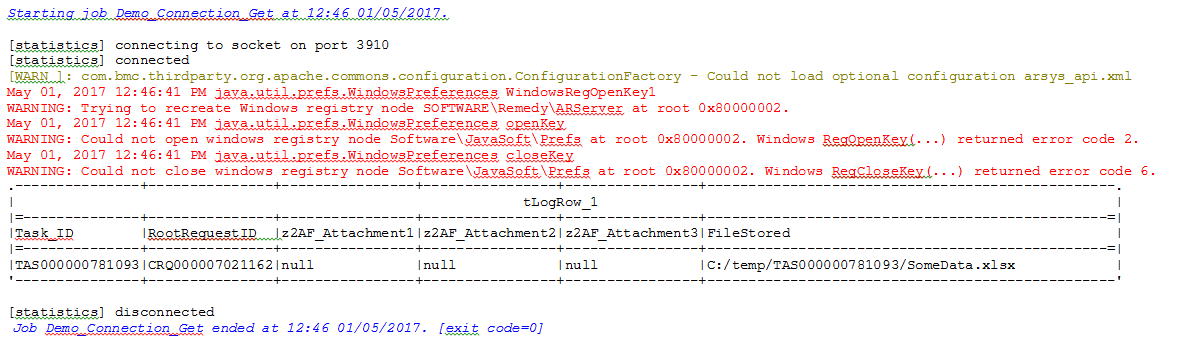 Starting job Demo_Connection_Get at 12:46 01/05/2017.
[statistics] connecting to socket on port 3910
[statistics] connected
[WARN ]: com.bmc.thirdparty.org.apache.commons.configuration.ConfigurationFactory - Could not load optional configuration arsys_api.xml
May 01, 2017 12:46:41 PM java.util.prefs.WindowsPreferences WindowsRegOpenKey1
WARNING: Trying to recreate Windows registry node SOFTWARE\Remedy\ARServer at root 0x80000002.
May 01, 2017 12:46:41 PM java.util.prefs.WindowsPreferences openKey
WARNING: Could not open windows registry node Software\JavaSoft\Prefs at root 0x80000002. Windows RegOpenKey(...) returned error code 2.
May 01, 2017 12:46:41 PM java.util.prefs.WindowsPreferences closeKey
WARNING: Could not close windows registry node Software\JavaSoft\Prefs at root 0x80000002. Windows RegCloseKey(...) returned error code 6.
.---------------+---------------+----------------+----------------+----------------+------------------------------------------------.
| tLogRow_1 |
|=--------------+---------------+----------------+----------------+----------------+-----------------------------------------------=|
|Task_ID |RootRequestID |z2AF_Attachment1|z2AF_Attachment2|z2AF_Attachment3|FileStored |
|=--------------+---------------+----------------+----------------+----------------+-----------------------------------------------=|
|TAS000000781093|CRQ000007021162|null |null |null |C:/temp/TAS000000781093/SomeData.xlsx |
'---------------+---------------+----------------+----------------+----------------+------------------------------------------------'
[statistics] disconnected
Job Demo_Connection_Get ended at 12:46 01/05/2017. [exit code=0]